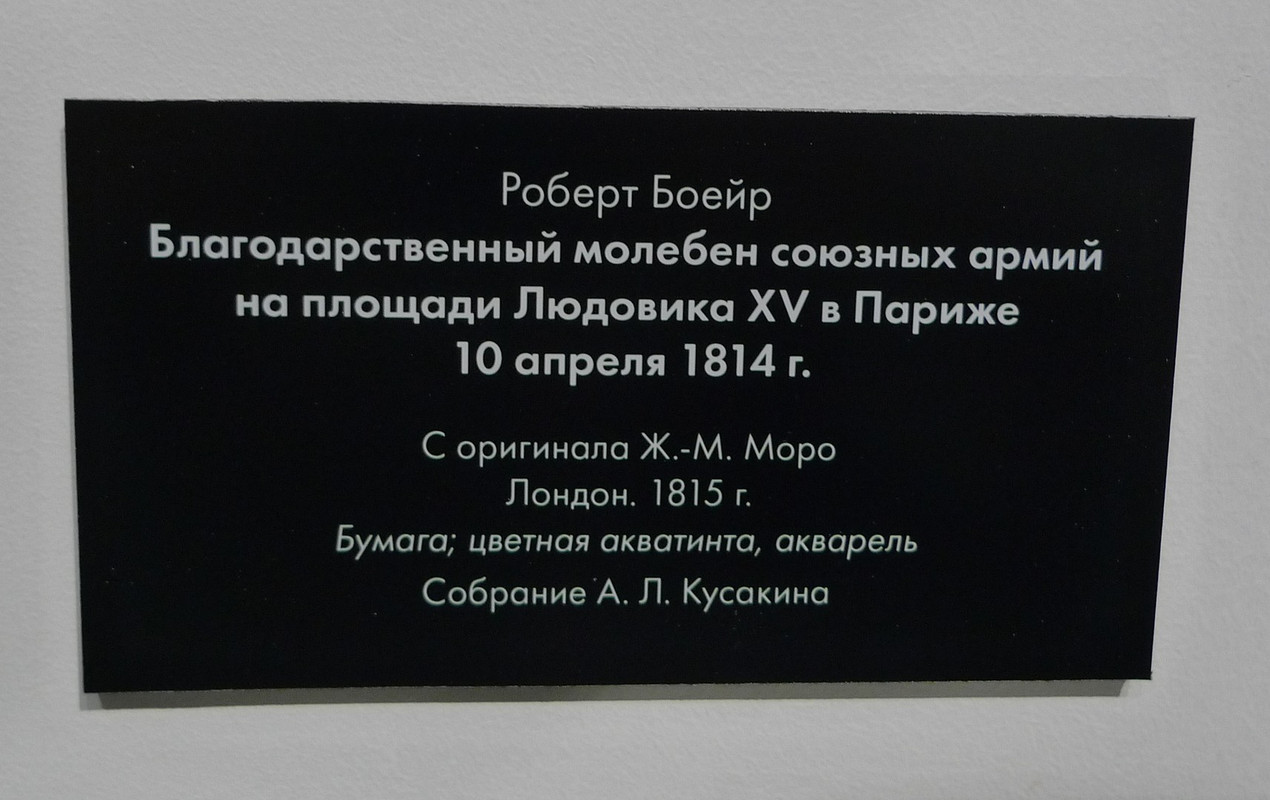 Роберт Боейр
Благодарственный молебен союзных армий
на площади Людовика XV в Париже
10 апреля 1814 г.
С оригинала Ж.-М. Моро
Лондон. 1815 г.
Бумага; цветная акватинта, акварель
Собрание А. Л. Кусакина